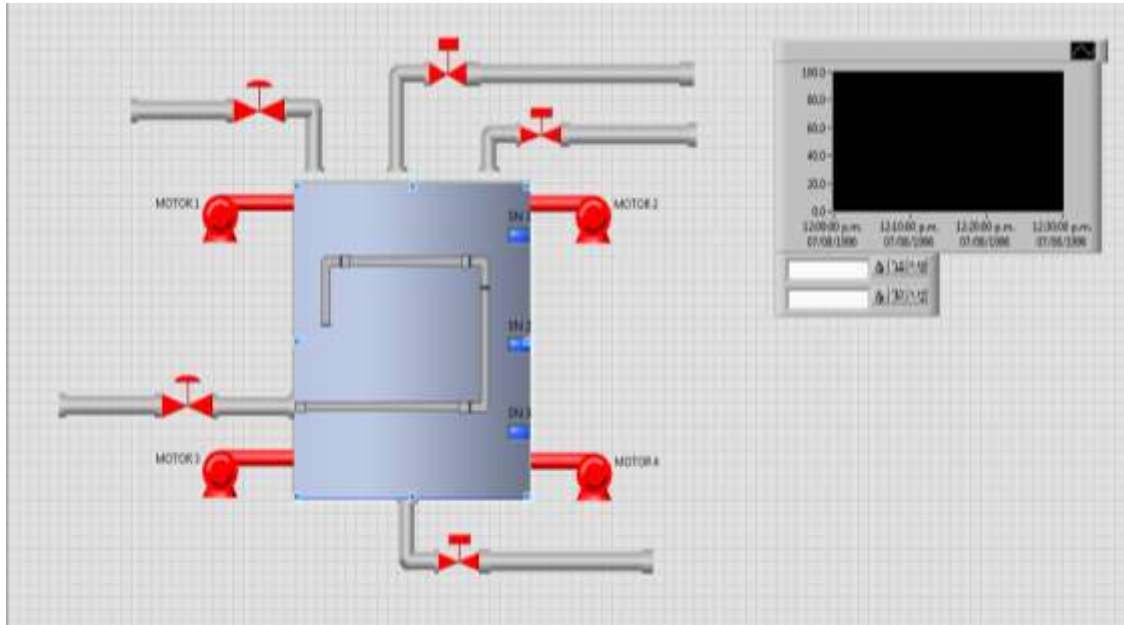 MOTOR 1
MOTOR 2
SN 1
SN 2
SN 3
MOTOR 3
MOTOR 4
100.0
80.0
60.0
40.0
20.0
0.0
12:00:00 p.m. 12:10:00 p.m. 12:20:00 p.m. 12:30:00 p.m.
07/08/1996 07/08/1996 07/08/1996 07/08/1996